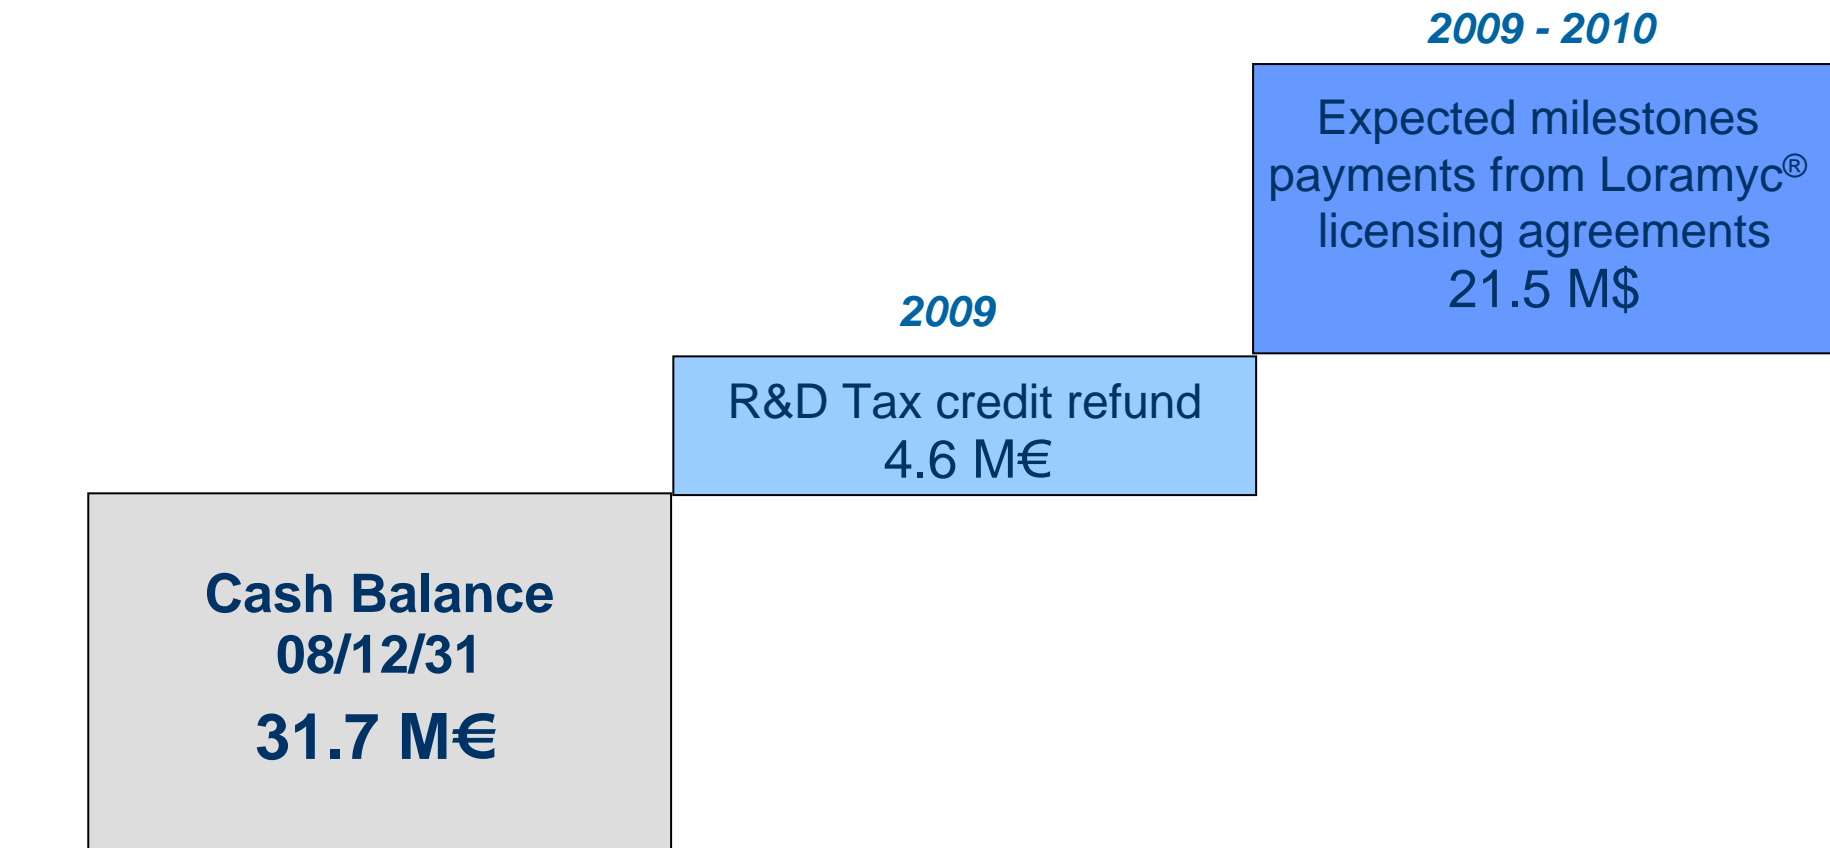 2009 - 2010
Expected milestones
payments from Loramyc®
licensing agreements
21.5 M$
2009
R&D Tax credit refund
4.6 M€
Cash Balance
08/12/31
31.7 M€